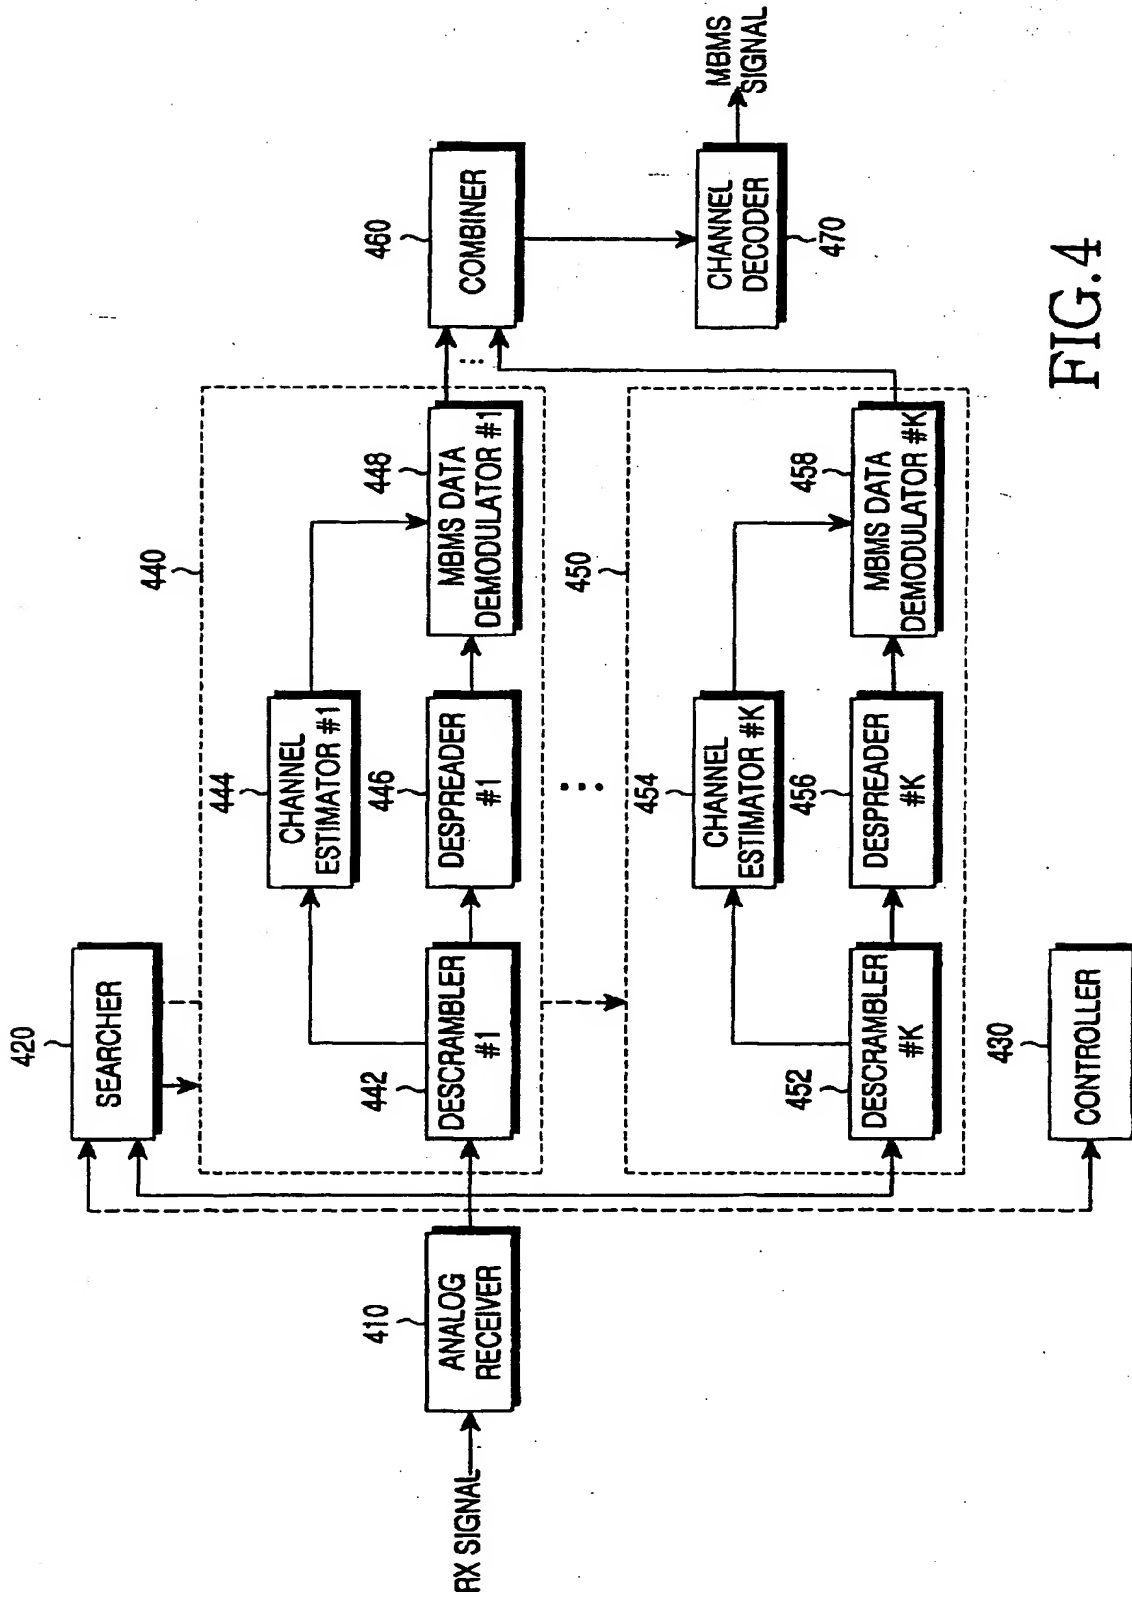 420
SEARCHER
440
444
CHANNEL
ESTIMATOR #1
442
DESCRAMBLER
#1
446
DESPREADER
#1
448
MBMS DATA
DEMODULATOR #1
460
COMBINER
410
ANALOG
RECEIVER
RX SIGNAL
CHANNEL
DECODER
470
MBMS
SIGNAL
...
...
450
454
CHANNEL
ESTIMATOR #K
452
DESCRAMBLER
#K
456
DESPREADER
#K
458
MBMS DATA
DEMODULATOR #K
430
CONTROLLER
FIG.4